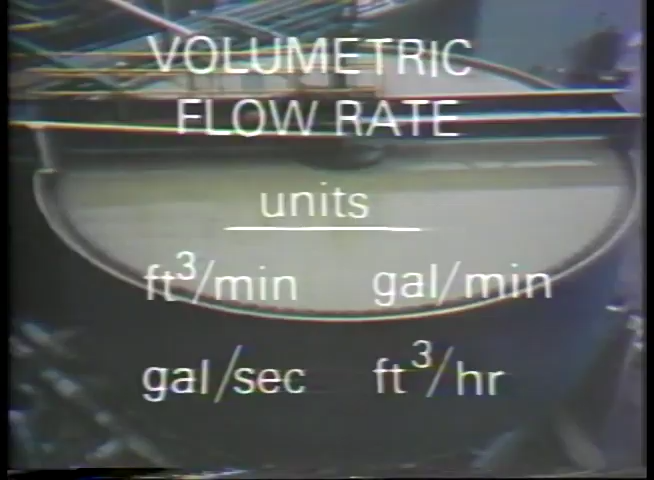 VOLUMETRIC
FLOW RATE
units
ft³/min gal/min
gal/sec ft³/hr